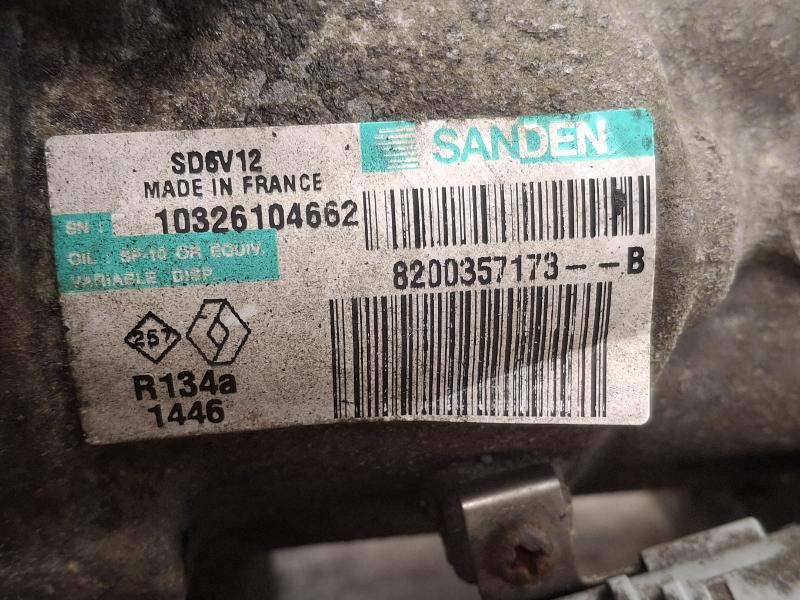 SANDEN
SD6V12
MADE IN FRANCE
SN : 10326104662
OIL : SP-10 OR EQUIV.
VARIABLE DISP.
8200357173--B
257
R134a
1446